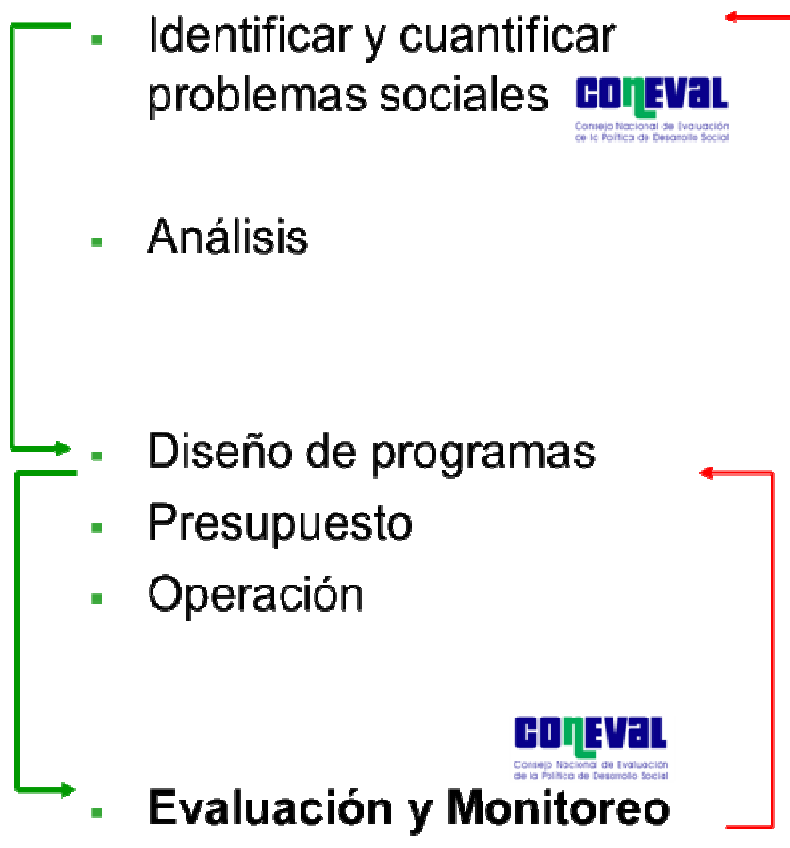 Identificar y cuantificar
problemas sociales
CONEVAL
Consejo Nacional de Evaluación
de la Política de Desarrollo Social
Análisis
Diseño de programas
Presupuesto
Operación
CONEVAL
Consejo Nacional de Evaluación
de la Política de Desarrollo Social
Evaluación y Monitoreo